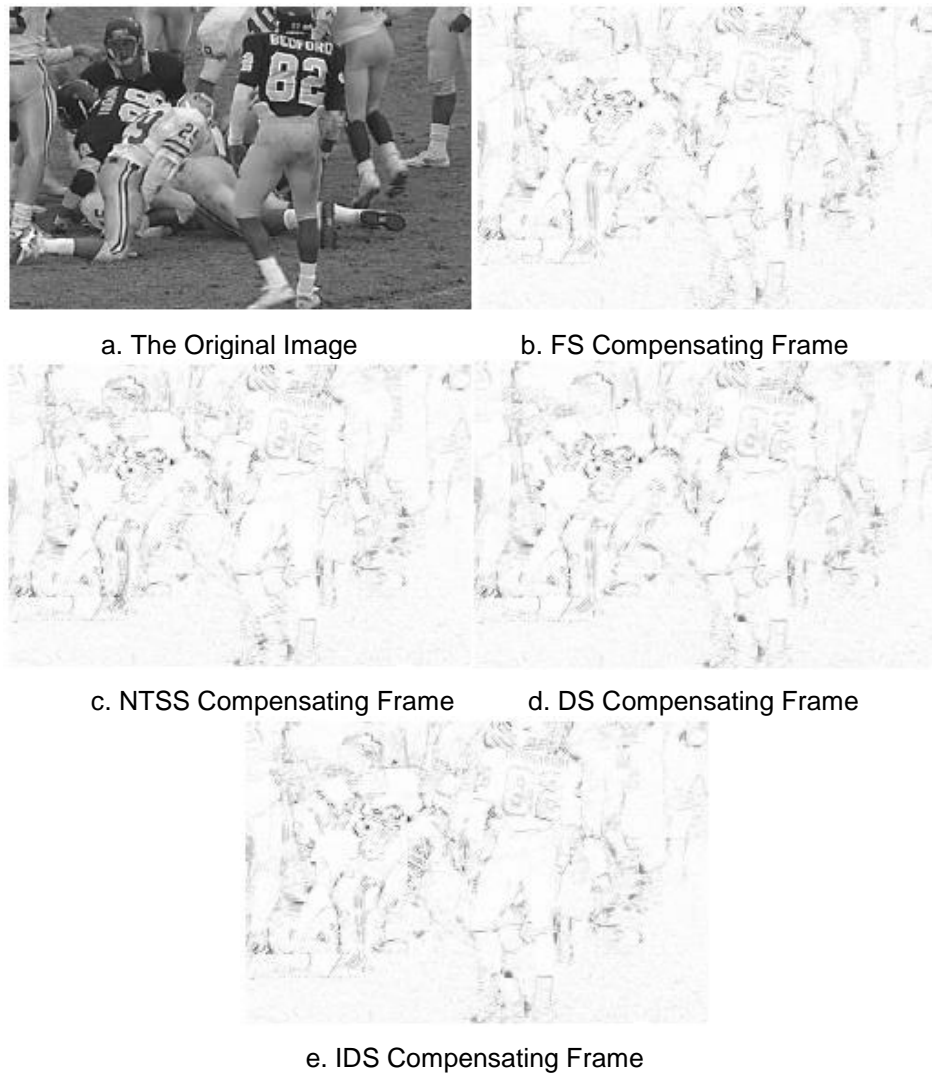 BEDFORD
82
a. The Original Image
b. FS Compensating Frame
c. NTSS Compensating Frame
d. DS Compensating Frame
e. IDS Compensating Frame